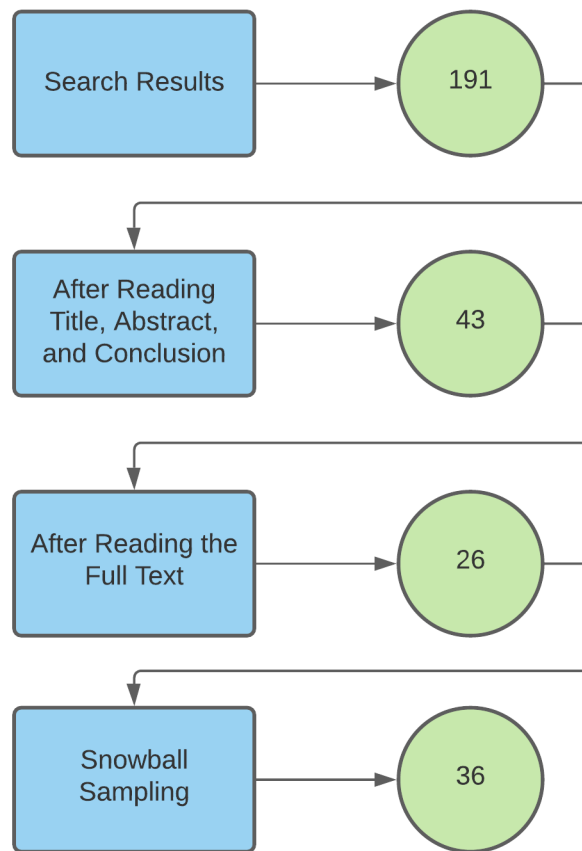 Search Results
191
After Reading
Title, Abstract,
and Conclusion
43
After Reading the
Full Text
26
Snowball
Sampling
36